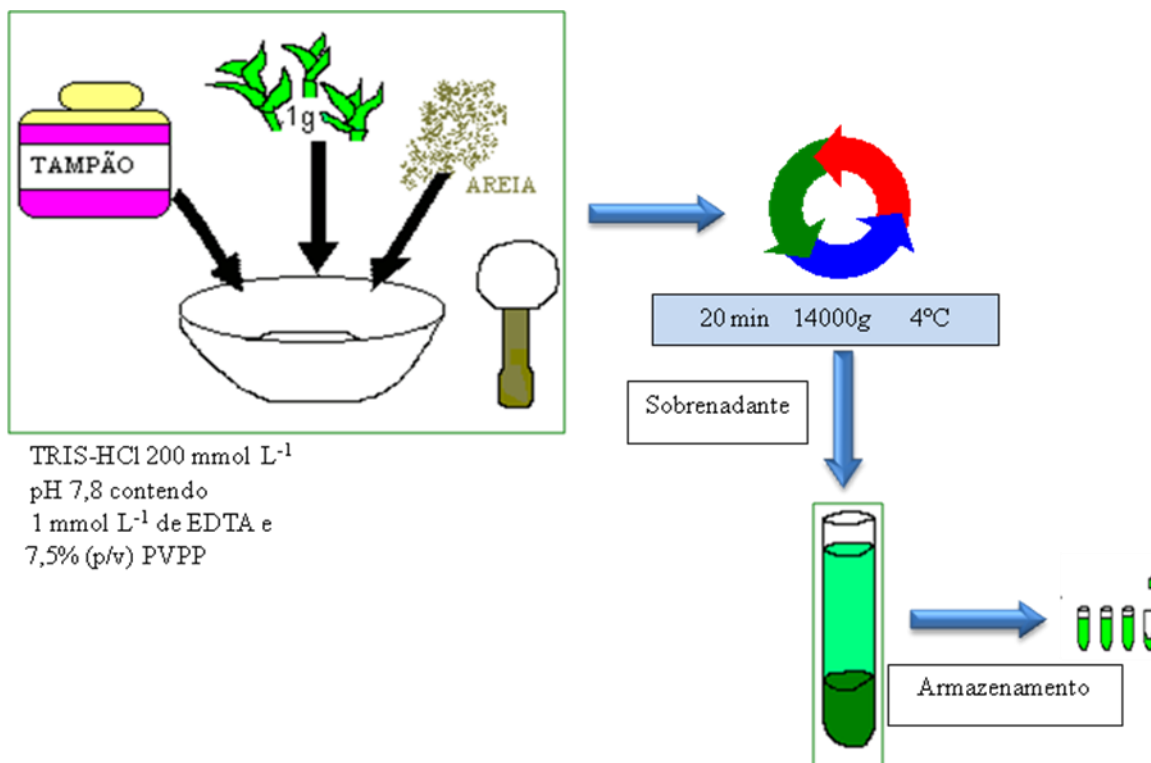 1g
TAMPÃO
AREIA
TRIS-HCl 200 mmol L⁻¹
pH 7,8 contendo
1 mmol L⁻¹ de EDTA e
7,5% (p/v) PVPP
20 min 14000g 4ºC
Sobrenadante
Armazenamento